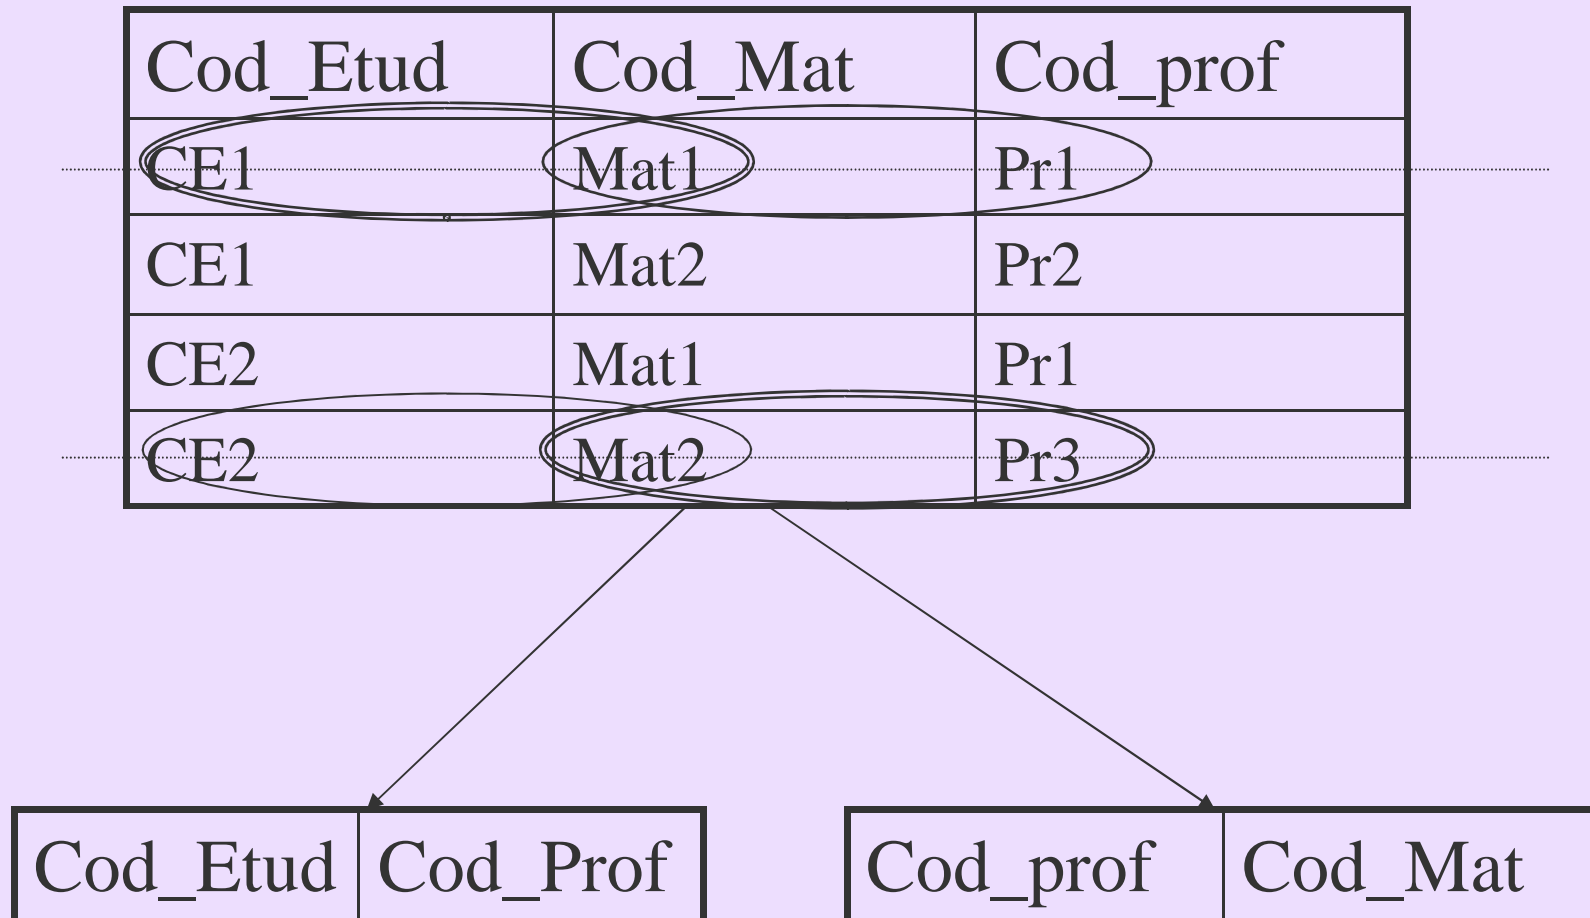 Cod_Etud Cod_Mat Cod_prof
CE1 Mat1 Pr1
CE1 Mat2 Pr2
CE2 Mat1 Pr1
CE2 Mat2 Pr3
Cod_Etud Cod_Prof Cod_prof Cod_Mat